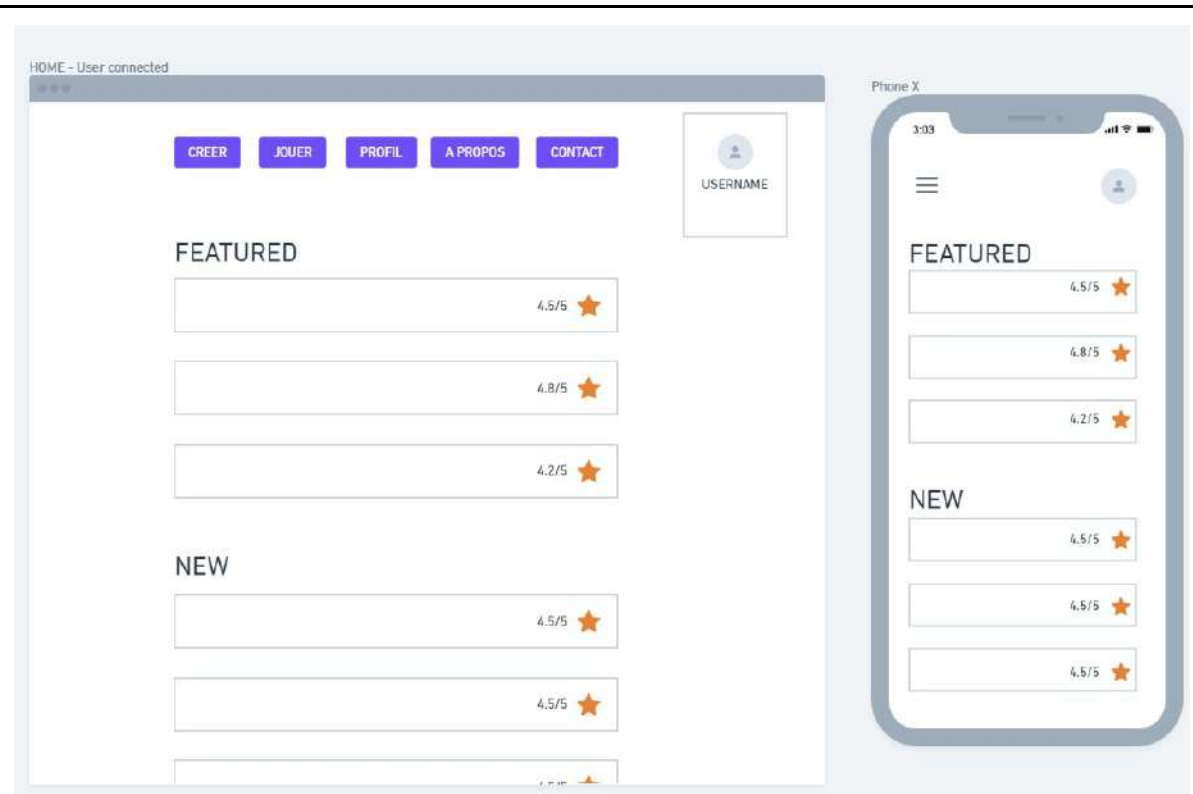 HOME - User connected
CREER JOUER PROFIL A PROPOS CONTACT
USERNAME
FEATURED
4.5/5
4.8/5
4.2/5
NEW
4.5/5
4.5/5
Phone X
3:03
FEATURED
4.5/5
4.8/5
4.2/5
NEW
4.5/5
4.5/5
4.5/5